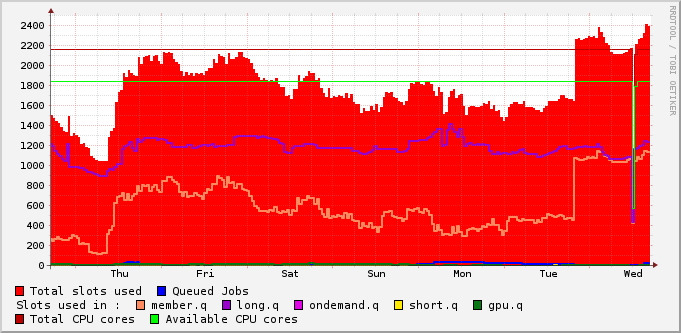 2400
2200
2000
1800
1600
1400
1200
1000
800
600
400
200
0
Thu Fri Sat Sun Mon Tue Wed
RRDTOOL / TOBI OETIKER
Total slots used Queued Jobs
Slots used in : member.q long.q ondemand.q short.q gpu.q
Total CPU cores Available CPU cores